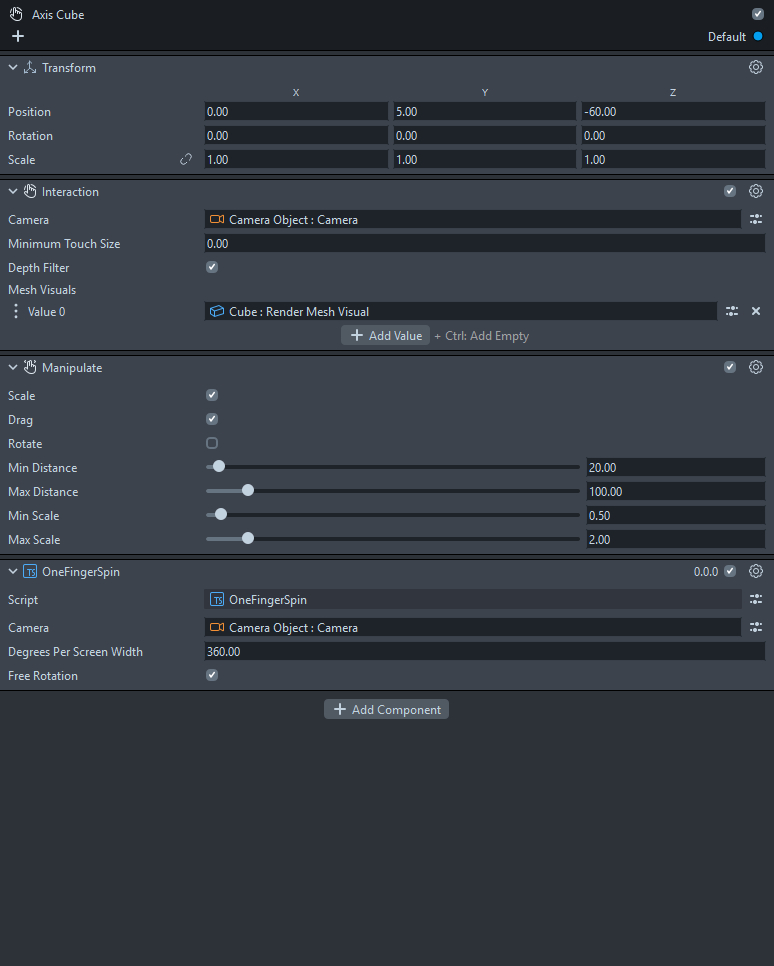 Axis Cube
Default
Transform
X Y Z
Position 0.00 5.00 -60.00
Rotation 0.00 0.00 0.00
Scale 1.00 1.00 1.00
Interaction
Camera Camera Object : Camera
Minimum Touch Size 0.00
Depth Filter
Mesh Visuals
Value 0 Cube : Render Mesh Visual
Add Value + Ctrl: Add Empty
Manipulate
Scale
Drag
Rotate
Min Distance 20.00
Max Distance 100.00
Min Scale 0.50
Max Scale 2.00
TS OneFingerSpin 0.0.0
Script TS OneFingerSpin
Camera Camera Object : Camera
Degrees Per Screen Width 360.00
Free Rotation
Add Component